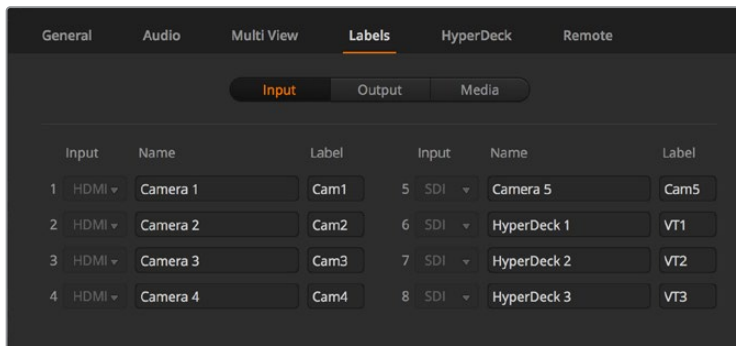 General Audio Multi View Labels HyperDeck Remote
Input Output Media
Input Name Label Input Name Label
1 HDMI Camera 1 Cam1 5 SDI Camera 5 Cam5
2 HDMI Camera 2 Cam2 6 SDI HyperDeck 1 VT1
3 HDMI Camera 3 Cam3 7 SDI HyperDeck 2 VT2
4 HDMI Camera 4 Cam4 8 SDI HyperDeck 3 VT3